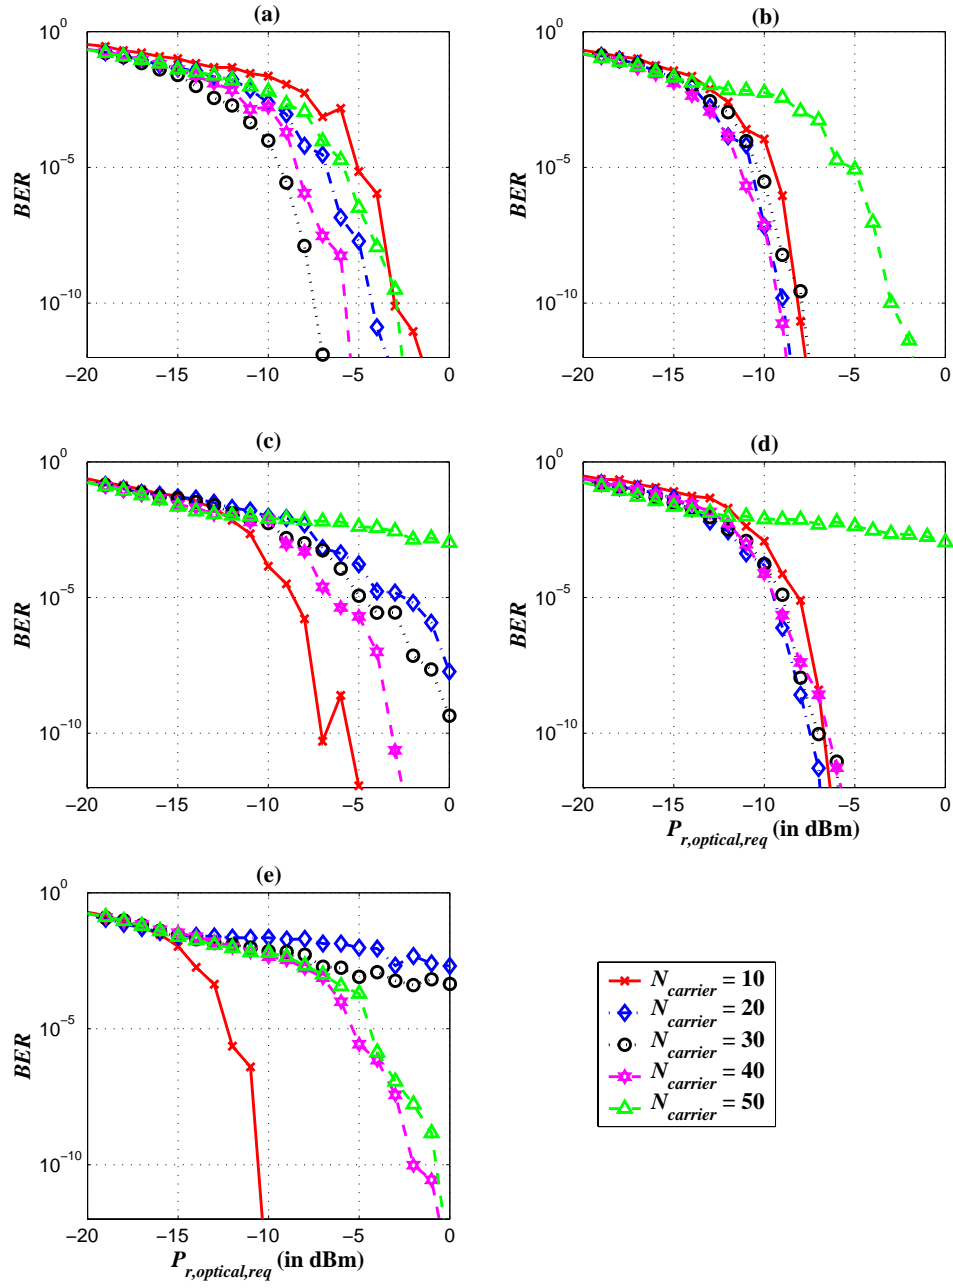 (a)
10^0
10^-5
10^-10
BER
−20 −15 −10 −5 0
(b)
10^0
10^-5
10^-10
BER
−20 −15 −10 −5 0
(c)
10^0
10^-5
10^-10
BER
−20 −15 −10 −5 0
(d)
10^0
10^-5
10^-10
BER
−20 −15 −10 −5 0
P_r,optical,req (in dBm)
(e)
10^0
10^-5
10^-10
BER
−20 −15 −10 −5 0
P_r,optical,req (in dBm)
N_carrier = 10
N_carrier = 20
N_carrier = 30
N_carrier = 40
N_carrier = 50